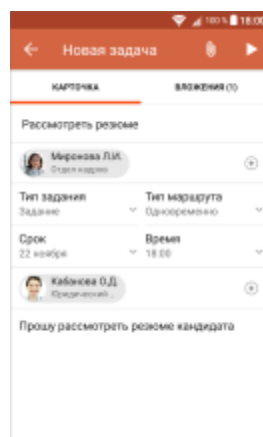 100 % 18:00
Новая задача
КАРТОЧКА ВЛОЖЕНИЯ (1)
Рассмотреть резюме
Миронова Л.И.
Отдел кадров
Тип задания Тип маршрута
Задание Одновременно
Срок Время
22 ноября 18:00
Кабанова О.Д.
Юридический ...
Прошу рассмотреть резюме кандидата